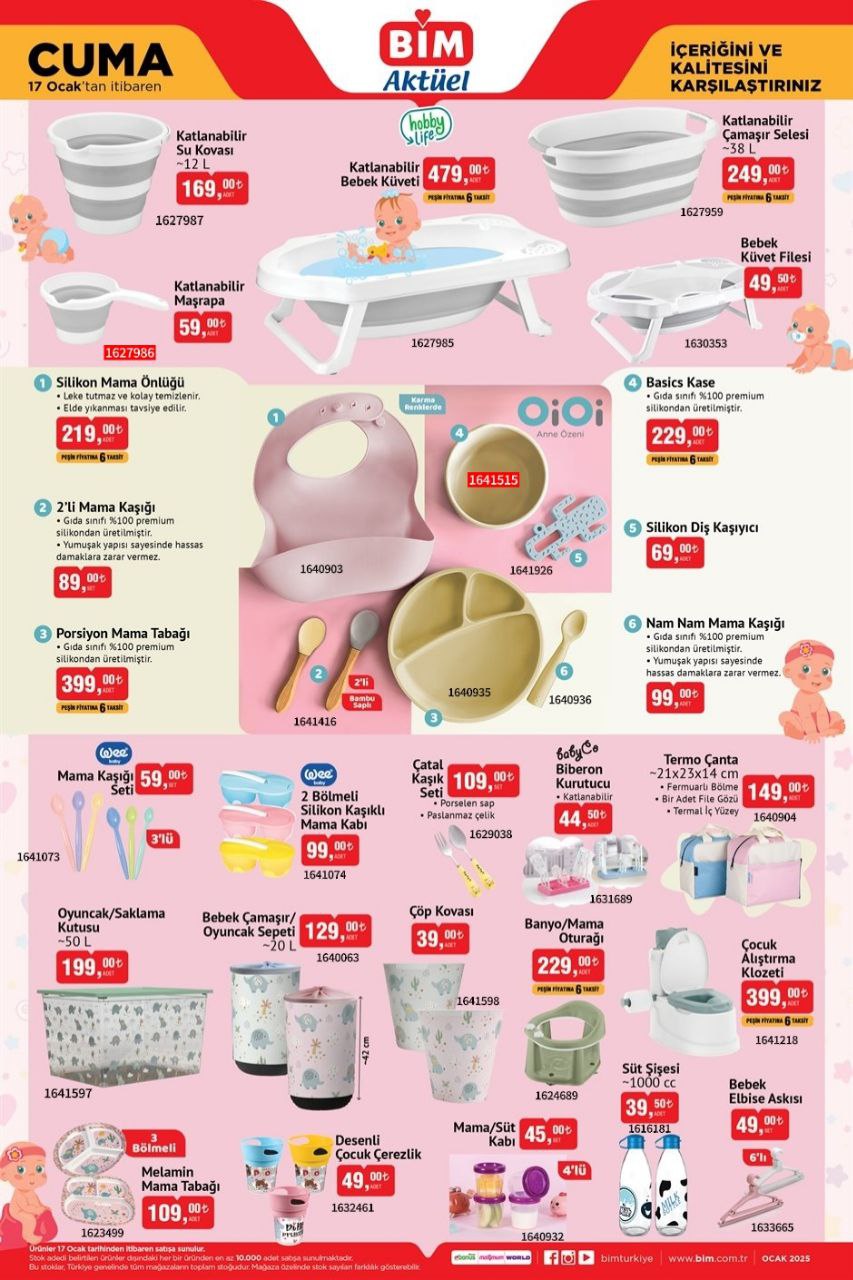 CUMA
17 Ocak'tan itibaren
BİM
Aktüel
İÇERİĞİNİ VE
KALİTESİNİ
KARŞILAŞTIRINIZ
hobby
life
Katlanabilir
Su Kovası
~12 L
169,00₺
ADET
1627987
Katlanabilir
Bebek Küveti
479,00₺
ADET
PEŞİN FİYATINA 6 TAKSİT
1627985
Katlanabilir
Çamaşır Selesi
~38 L
249,00₺
ADET
PEŞİN FİYATINA 6 TAKSİT
1627959
Katlanabilir
Maşrapa
59,00₺
ADET
1627986
Bebek
Küvet Filesi
49,50₺
ADET
1630353
1 Silikon Mama Önlüğü
• Leke tutmaz ve kolay temizlenir.
• Elde yıkanması tavsiye edilir.
219,00₺
ADET
PEŞİN FİYATINA 6 TAKSİT
2 2'li Mama Kaşığı
• Gıda sınıfı %100 premium
silikondan üretilmiştir.
• Yumuşak yapısı sayesinde hassas
damaklara zarar vermez.
89,00₺
SET
3 Porsiyon Mama Tabağı
• Gıda sınıfı %100 premium
silikondan üretilmiştir.
399,00₺
ADET
PEŞİN FİYATINA 6 TAKSİT
Karma
Renklerde
OiOi
Anne Özeni
1
4
1641515
1640903
1641926
5
2
2'li
Bambu
Saplı
1641416
1640935
3
6
1640936
4 Basics Kase
• Gıda sınıfı %100 premium
silikondan üretilmiştir.
229,00₺
ADET
PEŞİN FİYATINA 6 TAKSİT
5 Silikon Diş Kaşıyıcı
69,00₺
ADET
6 Nam Nam Mama Kaşığı
• Gıda sınıfı %100 premium
silikondan üretilmiştir.
• Yumuşak yapısı sayesinde
hassas damaklara zarar vermez.
99,00₺
ADET
Wee
baby
Mama Kaşığı
Seti
59,00₺
SET
3'lü
1641073
Wee
baby
2 Bölmeli
Silikon Kaşıklı
Mama Kabı
99,00₺
ADET
1641074
Çatal
Kaşık
Seti
109,00₺
SET
• Porselen sap
• Paslanmaz çelik
1629038
babyCo
Biberon
Kurutucu
• Katlanabilir
44,50₺
ADET
1631689
Termo Çanta
~21x23x14 cm
• Fermuarlı Bölme
• Bir Adet File Gözü
• Termal İç Yüzey
149,00₺
ADET
1640904
Oyuncak/Saklama
Kutusu
~50 L
199,00₺
ADET
1641597
Bebek Çamaşır/
Oyuncak Sepeti
~20 L
129,00₺
ADET
1640063
~42 cm
Çöp Kovası
39,00₺
ADET
1641598
Banyo/Mama
Oturağı
229,00₺
ADET
PEŞİN FİYATINA 6 TAKSİT
1624689
Çocuk
Alıştırma
Klozeti
399,00₺
ADET
PEŞİN FİYATINA 6 TAKSİT
1641218
3
Bölmeli
Melamin
Mama Tabağı
109,00₺
ADET
1623499
Desenli
Çocuk Çerezlik
49,00₺
ADET
1632461
Mama/Süt
Kabı
45,00₺
SET
4'lü
1640932
Süt Şişesi
~1000 cc
39,50₺
ADET
1616181
MILK
Bebek
Elbise Askısı
49,00₺
SET
6'lı
1633665
Ürünler 17 Ocak tarihinden itibaren satışa sunulur.
Stok adedi belirtilen ürünler dışındaki her bir üründen en az 10.000 adet satışa sunulmaktadır.
Bu stoklar, Türkiye genelinde tüm mağazaların toplam stoğudur. Mağaza özelinde stok sayıları farklılık gösterebilir.
bonus maximum WORLD
bimturkiye
www.bim.com.tr
OCAK 2025